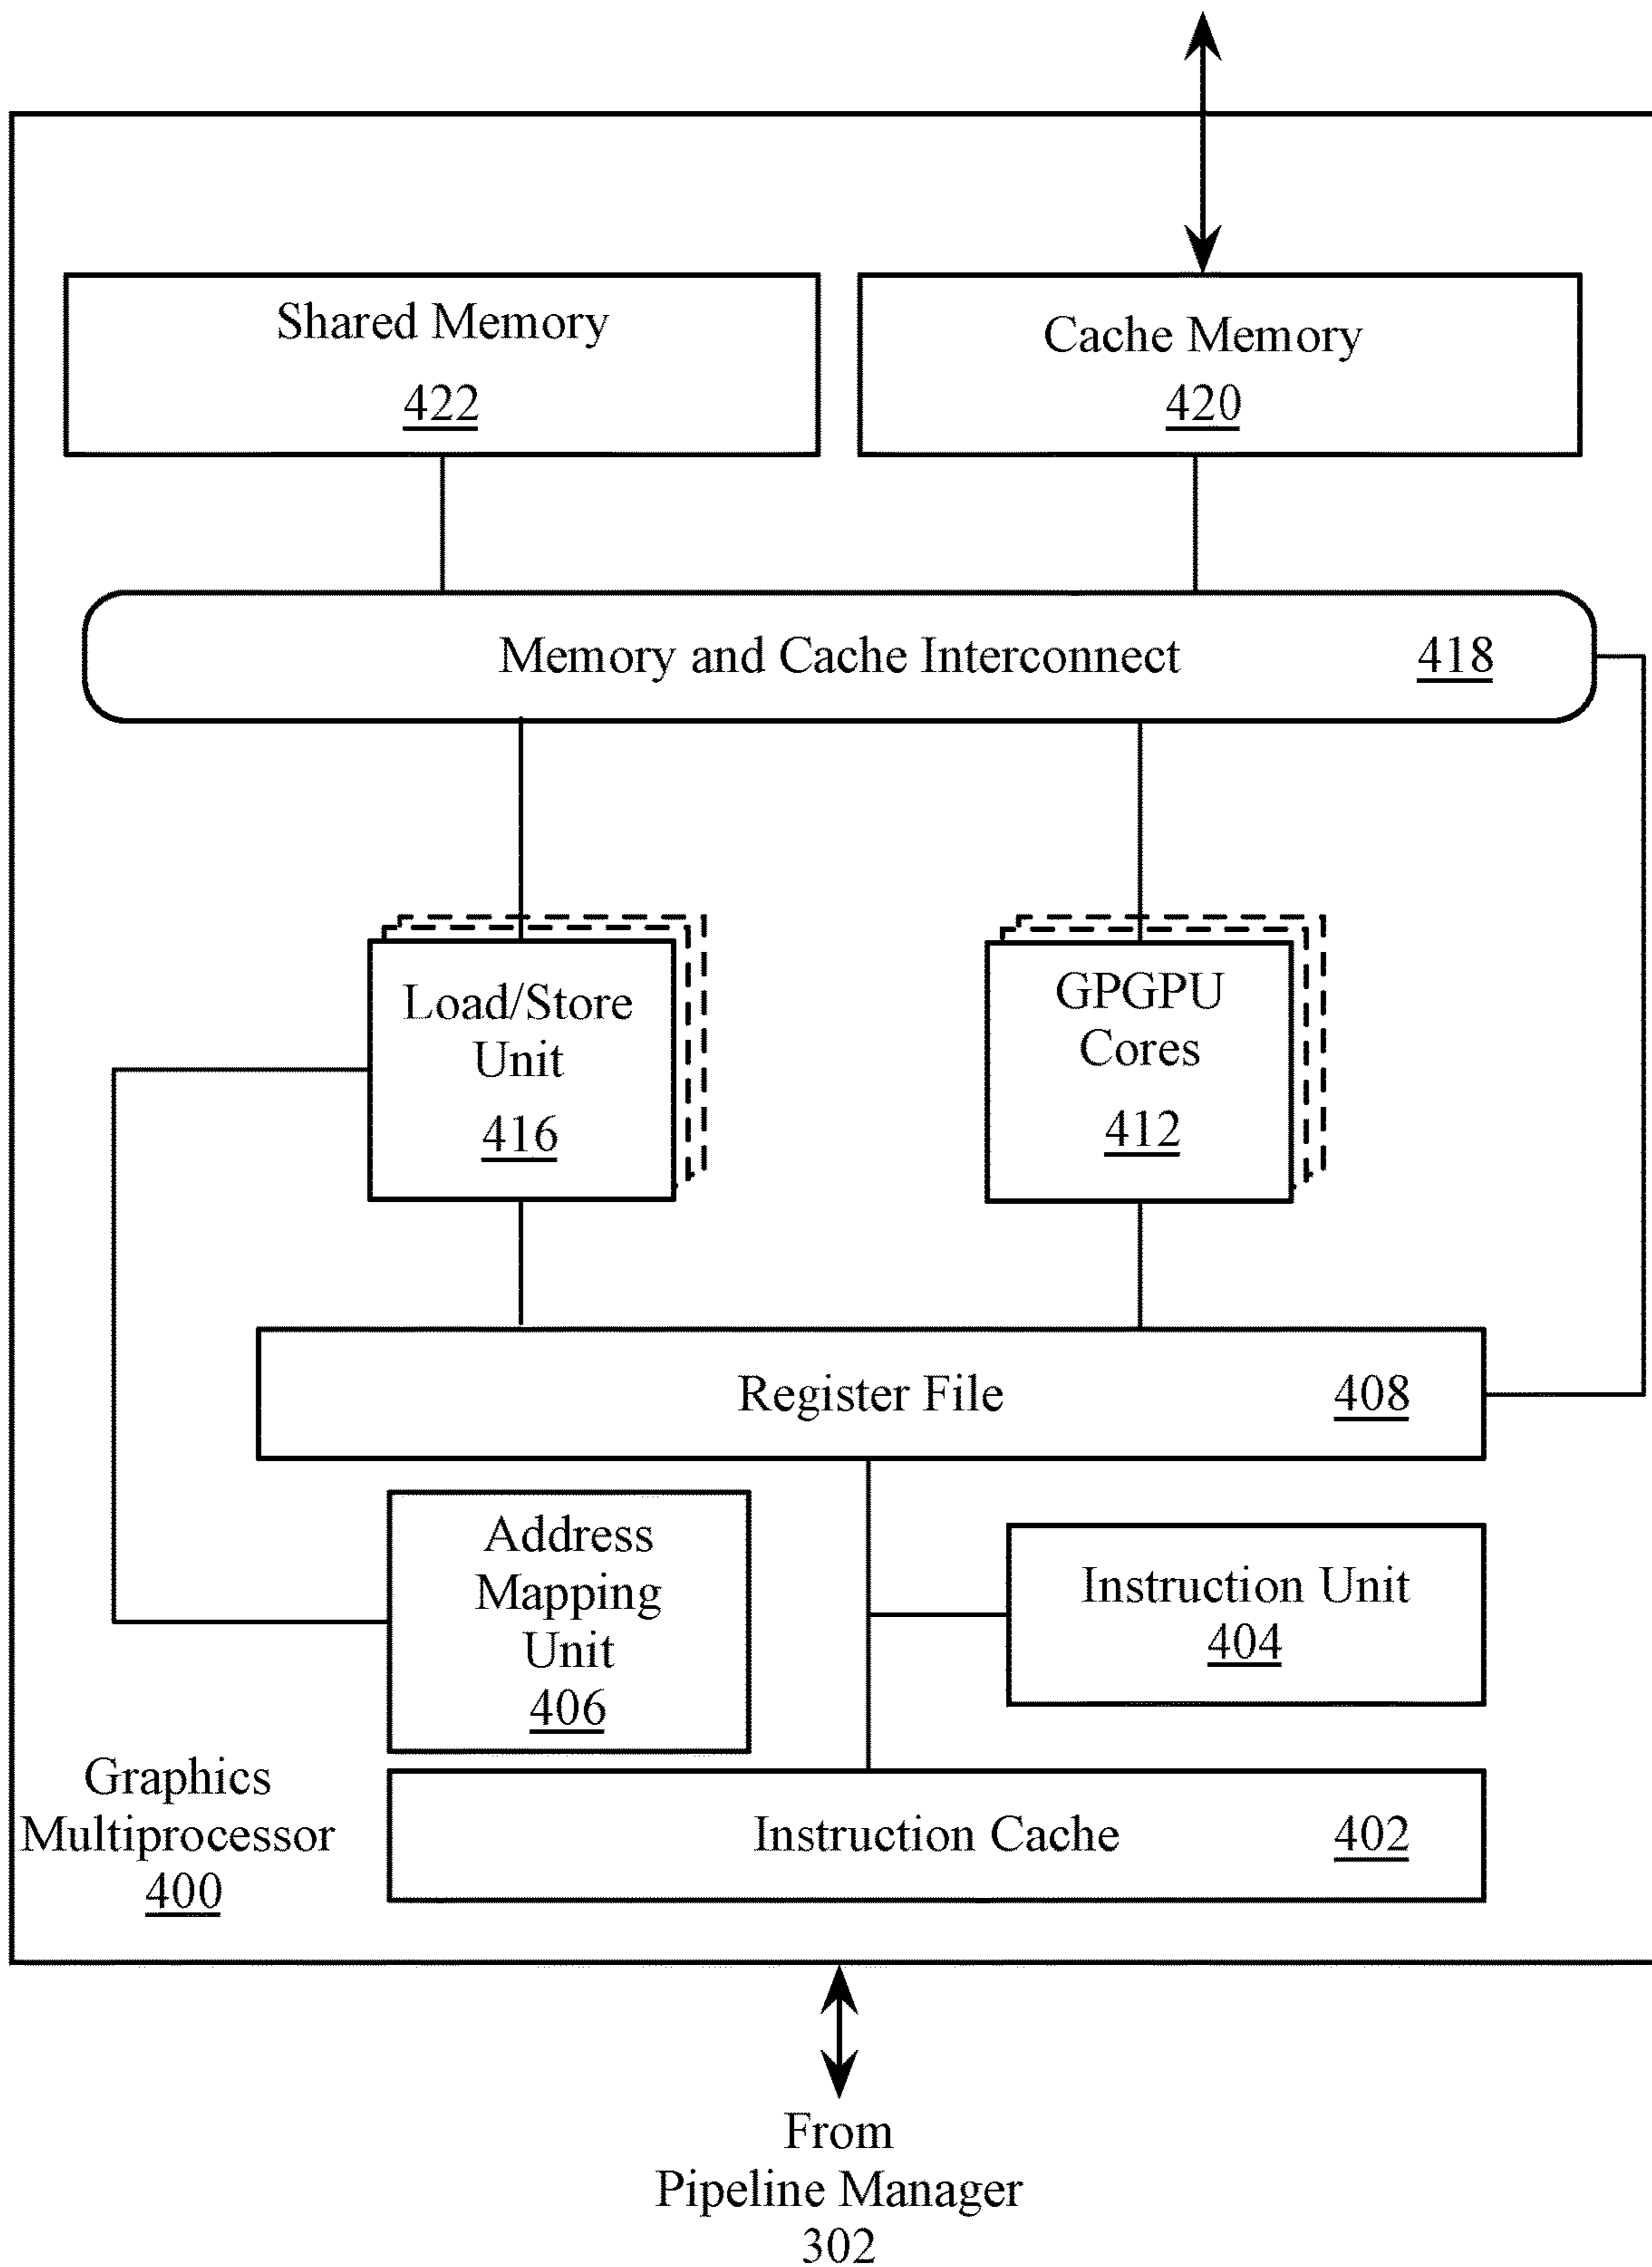 Shared Memory
422
Cache Memory
420
Memory and Cache Interconnect 418
Load/Store
Unit
416
GPGPU
Cores
412
Register File 408
Address
Mapping
Unit
406
Instruction Unit
404
Graphics
Multiprocessor
400
Instruction Cache 402
From
Pipeline Manager
302